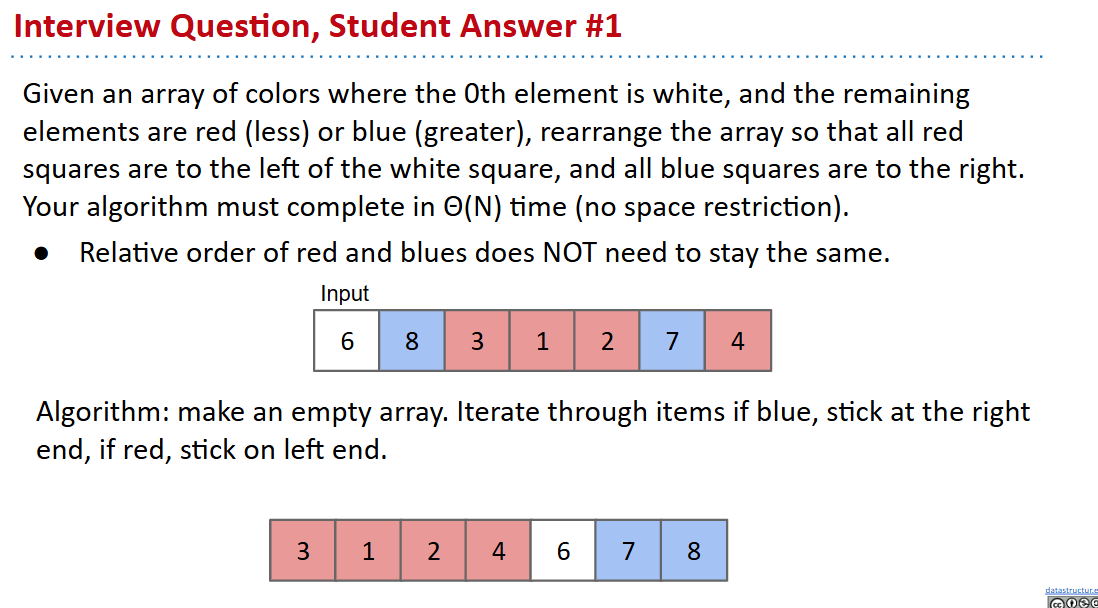 Interview Question, Student Answer #1
Given an array of colors where the 0th element is white, and the remaining
elements are red (less) or blue (greater), rearrange the array so that all red
squares are to the left of the white square, and all blue squares are to the right.
Your algorithm must complete in Θ(N) time (no space restriction).
● Relative order of red and blues does NOT need to stay the same.
Input
6 8 3 1 2 7 4
Algorithm: make an empty array. Iterate through items if blue, stick at the right
end, if red, stick on left end.
3 1 2 4 6 7 8
datastructur.e